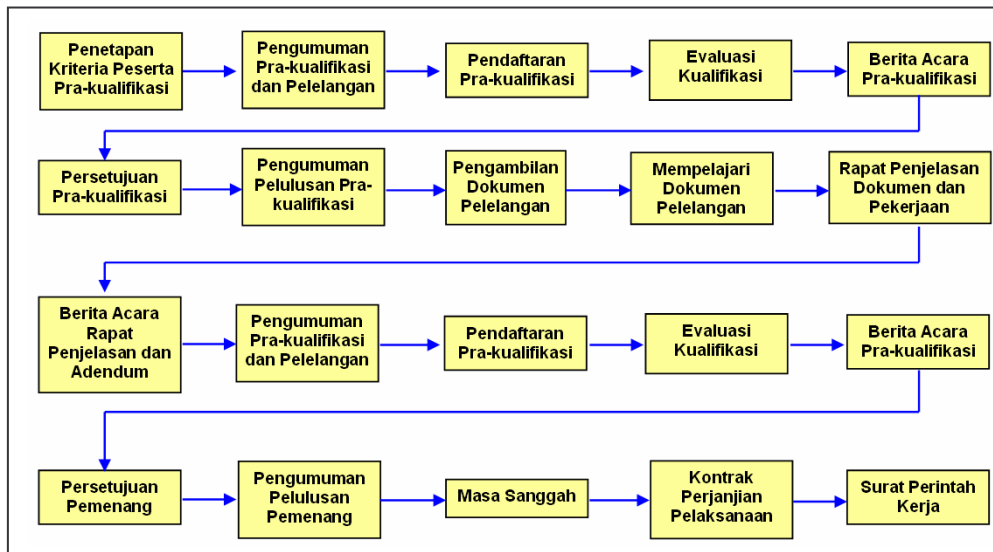 Penetapan
Kriteria Peserta
Pra-kualifikasi
Pengumuman
Pra-kualifikasi
dan Pelelangan
Pendaftaran
Pra-kualifikasi
Evaluasi
Kualifikasi
Berita Acara
Pra-kualifikasi
Persetujuan
Pra-kualifikasi
Pengumuman
Pelulusan Pra-
kualifikasi
Pengambilan
Dokumen
Pelelangan
Mempelajari
Dokumen
Pelelangan
Rapat Penjelasan
Dokumen dan
Pekerjaan
Berita Acara
Rapat
Penjelasan dan
Adendum
Pengumuman
Pra-kualifikasi
dan Pelelangan
Pendaftaran
Pra-kualifikasi
Evaluasi
Kualifikasi
Berita Acara
Pra-kualifikasi
Persetujuan
Pemenang
Pengumuman
Pelulusan
Pemenang
Masa Sanggah
Kontrak
Perjanjian
Pelaksanaan
Surat Perintah
Kerja